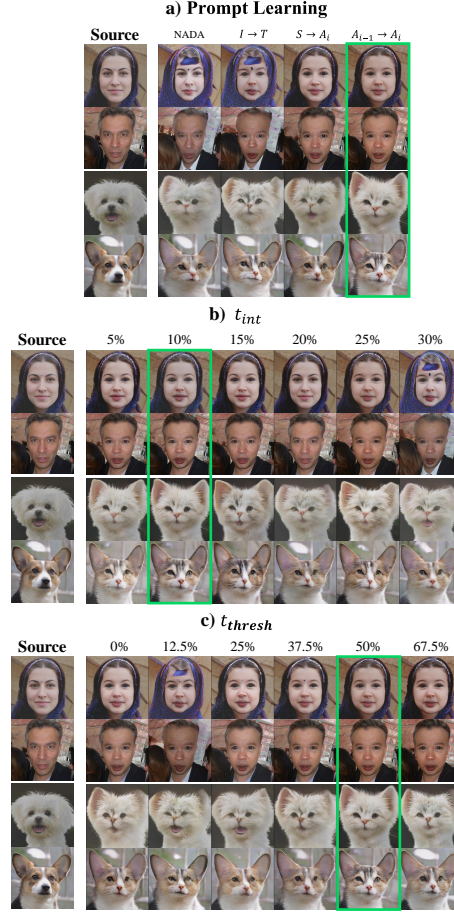 a) Prompt Learning
Source NADA I → T S → A_i A_{i−1} → A_i
b) t_int
Source 5% 10% 15% 20% 25% 30%
c) t_thresh
Source 0% 12.5% 25% 37.5% 50% 67.5%